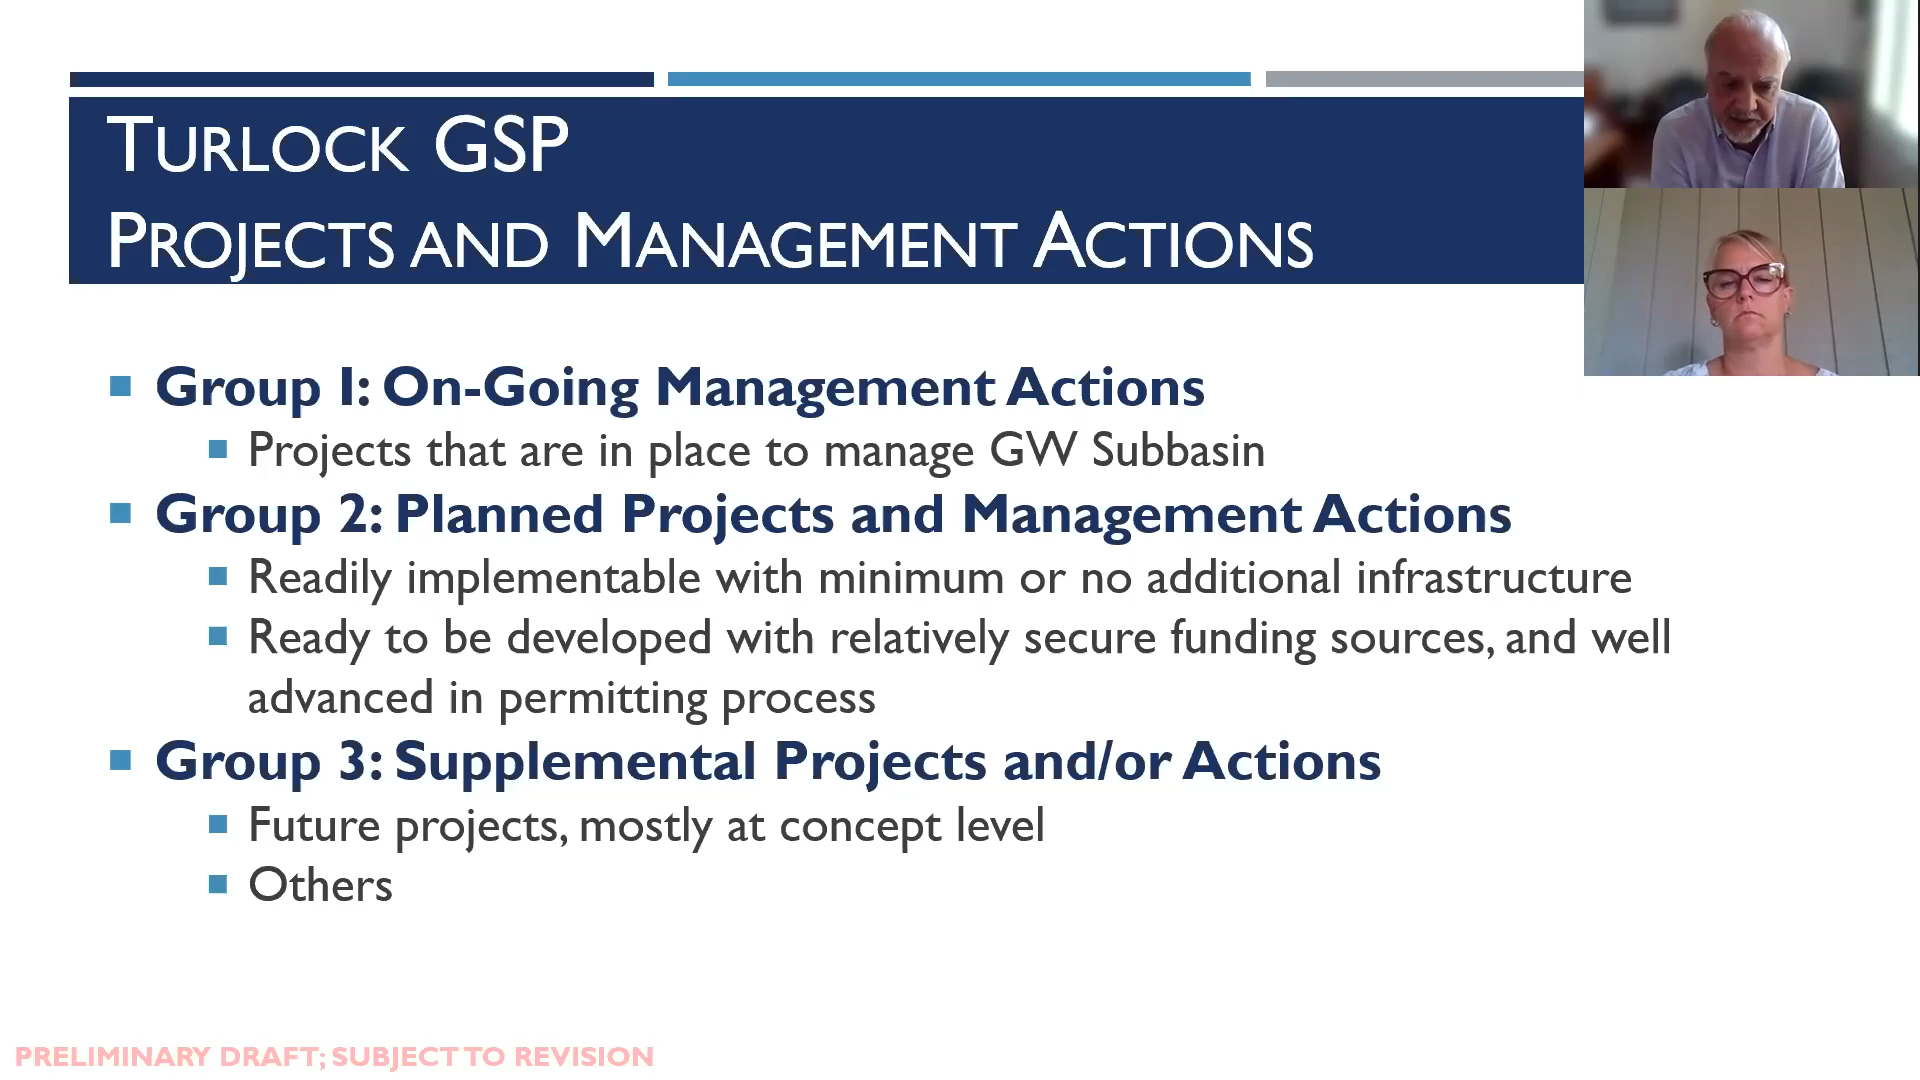 TURLOCK GSP
PROJECTS AND MANAGEMENT ACTIONS
Group 1: On-Going Management Actions
Projects that are in place to manage GW Subbasin
Group 2: Planned Projects and Management Actions
Readily implementable with minimum or no additional infrastructure
Ready to be developed with relatively secure funding sources, and well
advanced in permitting process
Group 3: Supplemental Projects and/or Actions
Future projects, mostly at concept level
Others
PRELIMINARY DRAFT; SUBJECT TO REVISION